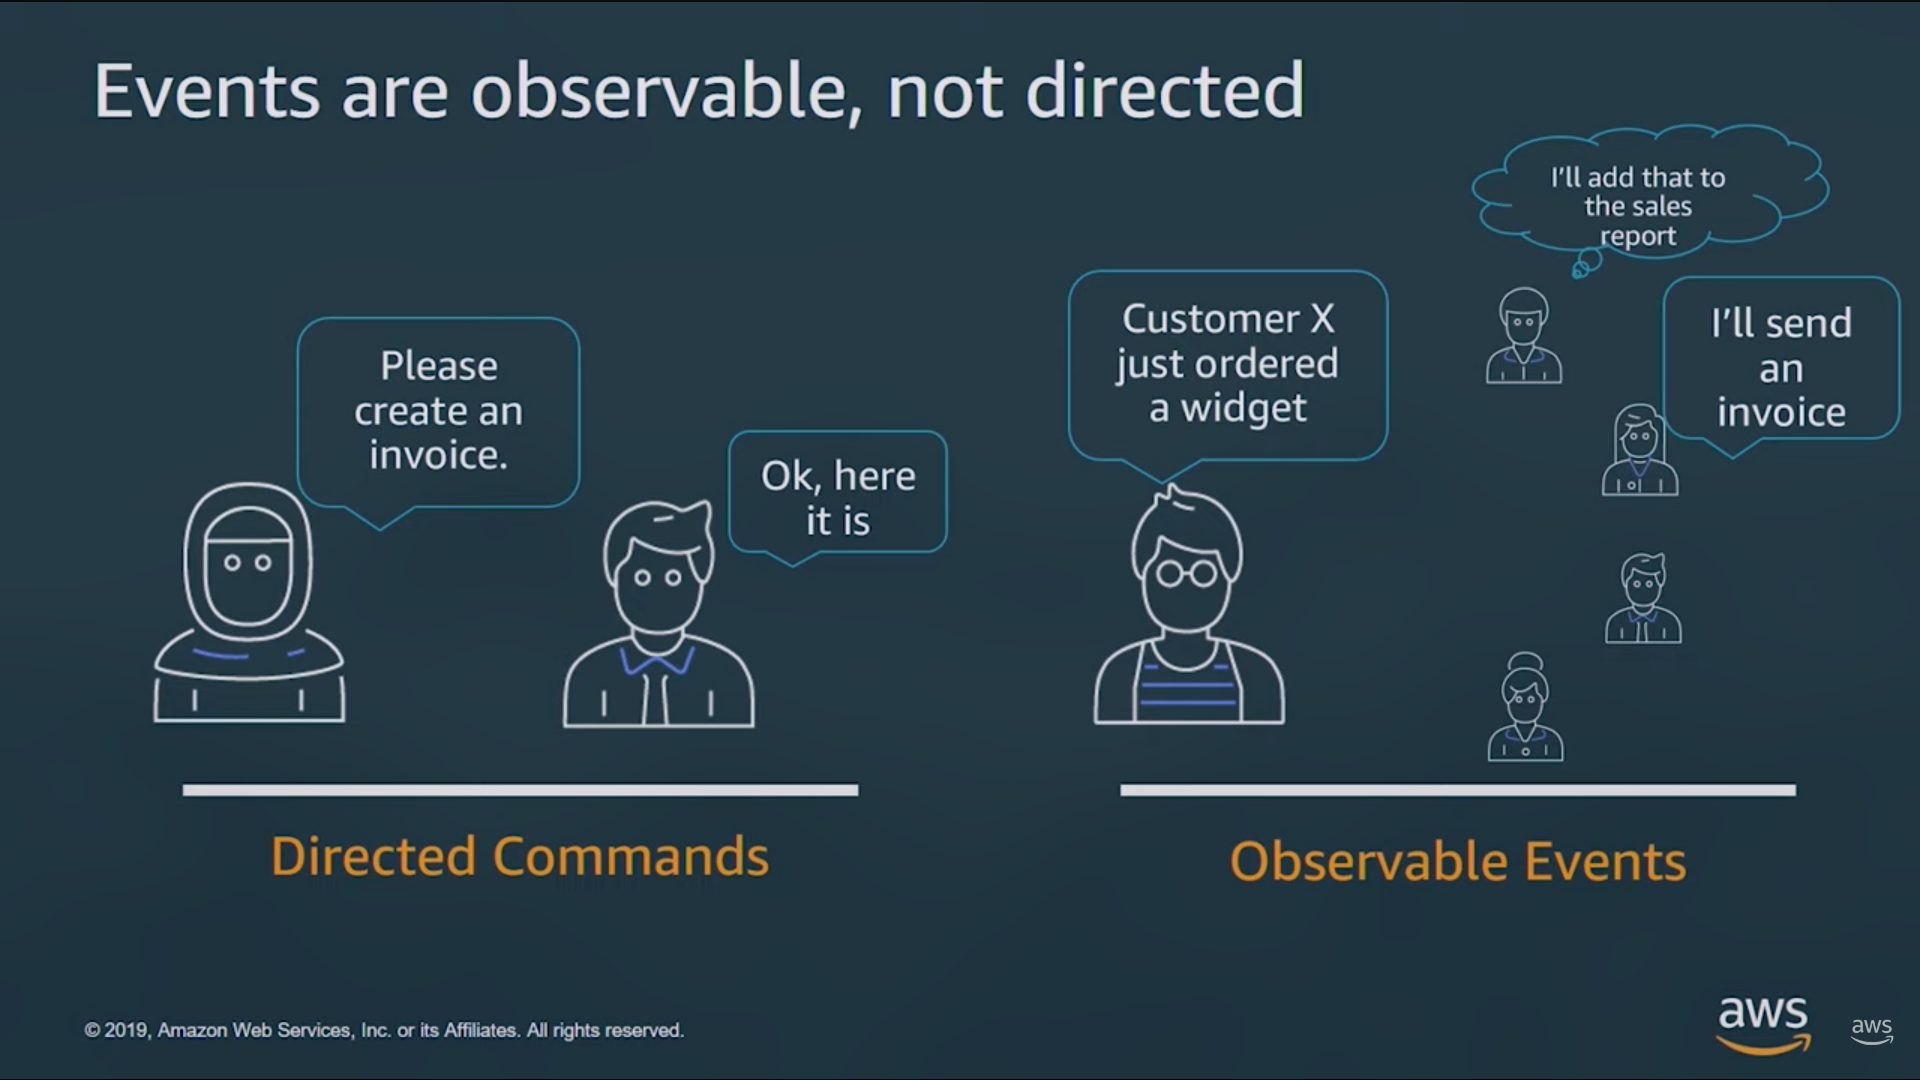 Events are observable, not directed
Please
create an
invoice.
Ok, here
it is
Customer X
just ordered
a widget
I'll add that to
the sales
report
I'll send
an
invoice
Directed Commands
Observable Events
© 2019, Amazon Web Services, Inc. or its Affiliates. All rights reserved.
aws
aws